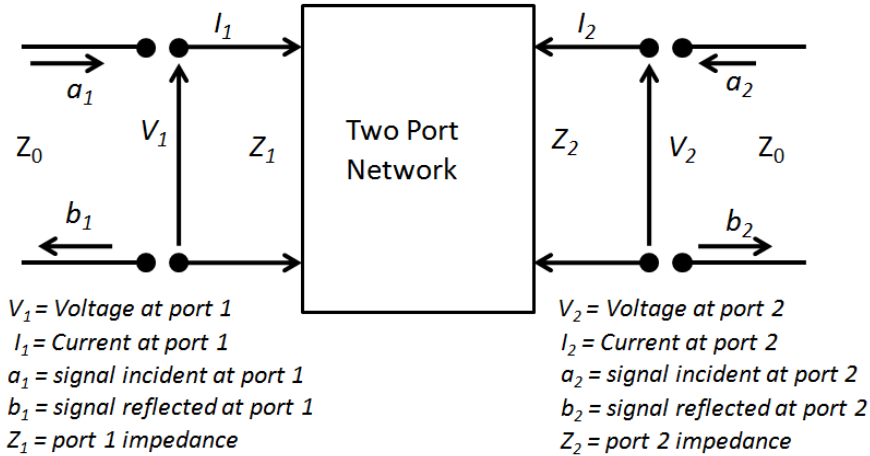 I1
I2
a1
a2
V1
Z1
Two Port
Network
Z2
V2
Z0
Z0
b1
b2
V1 = Voltage at port 1
I1 = Current at port 1
a1 = signal incident at port 1
b1 = signal reflected at port 1
Z1 = port 1 impedance
V2 = Voltage at port 2
I2 = Current at port 2
a2 = signal incident at port 2
b2 = signal reflected at port 2
Z2 = port 2 impedance